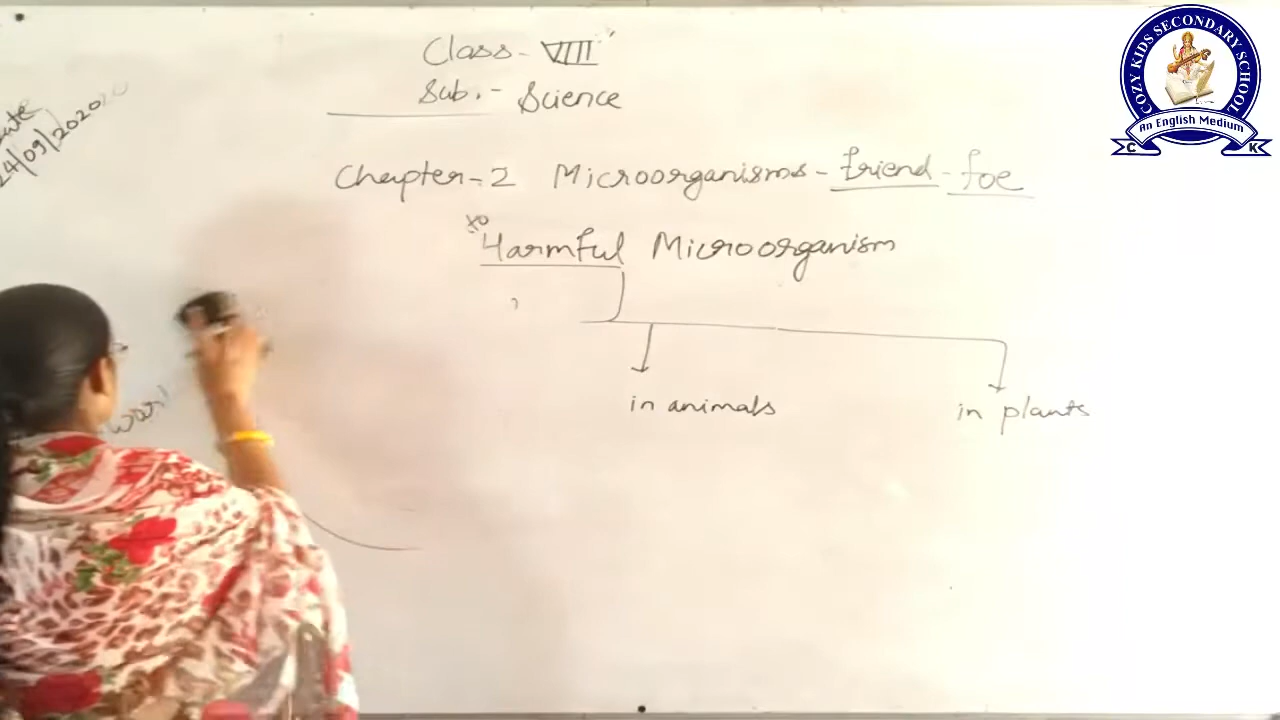 Class - VIII
Sub. - Science
Date
24/09/2020
Chapter - 2 Microorganisms - friend - foe
Harmful Microorganism
in animals
in plants
COZY KIDS SECONDARY SCHOOL
An English Medium
C K